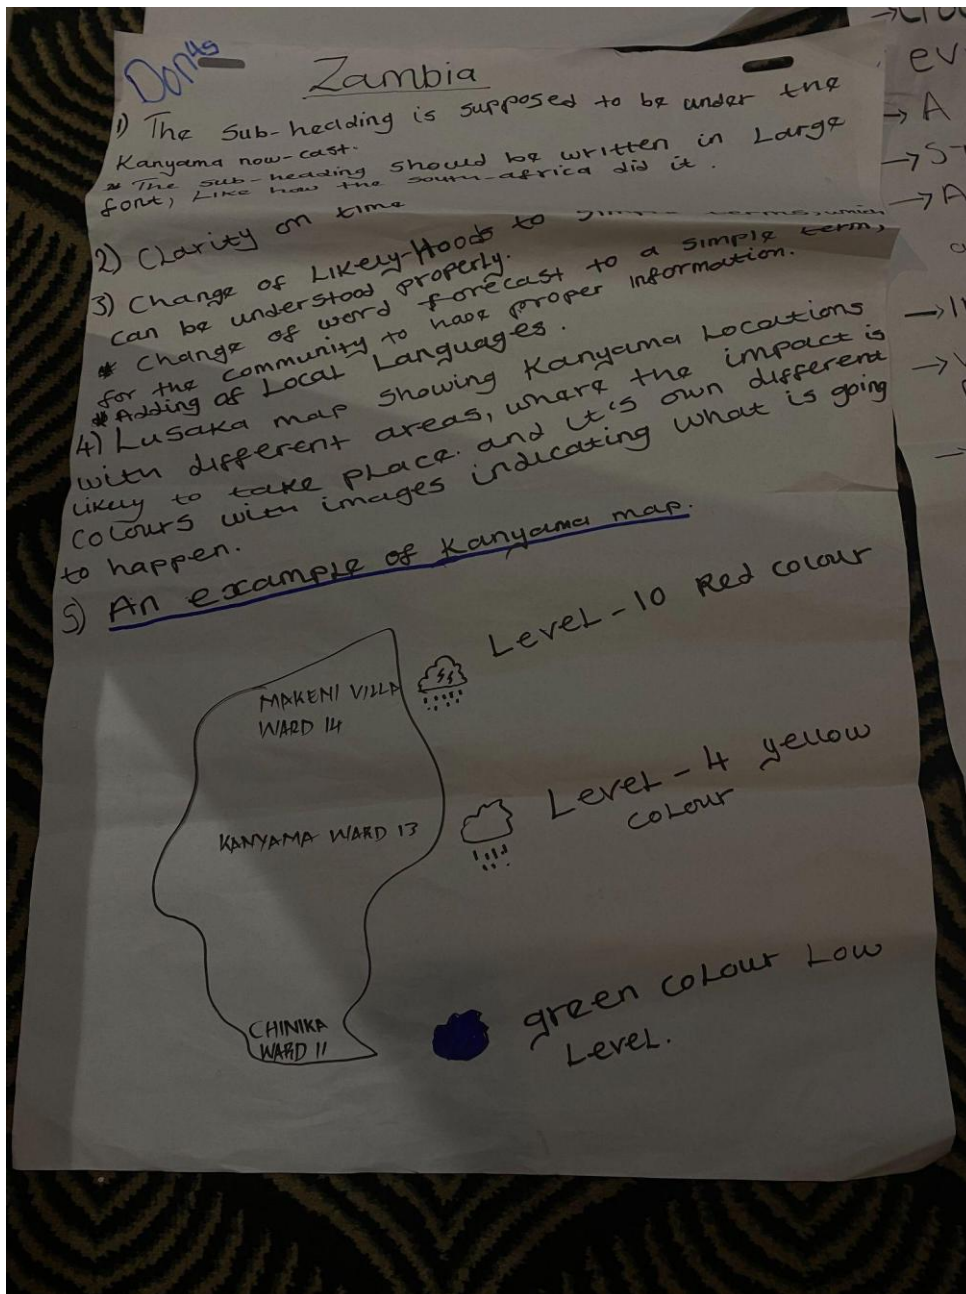 Donas
Zambia
1) The Sub-heading is supposed to be under the
Kanyama now-cast.
* The sub-heading should be written in Large
font, Like how the south-africa did it.
2) Clarity on time
3) Change of Likely-Hoods to simple terms, which
can be understood properly.
* Change of word forecast to a simple term,
for the community to have proper information.
* Adding of Local Languages.
4) Lusaka map showing Kanyama Locations
with different areas, where the impact is
likely to take place. and it's own different
colours with images indicating what is going
to happen.
5) An example of Kanyama map.
Level-10 Red colour
MAKENI VILLA
WARD 14
Level-4 yellow
colour
KANYAMA WARD 13
green colour Low
Level.
CHINIKA
WARD 11
ev
→ A